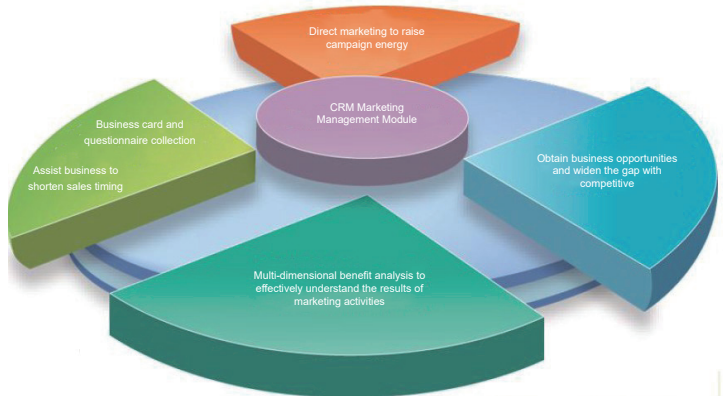 Direct marketing to raise
campaign energy
CRM Marketing
Management Module
Business card and
questionnaire collection
Assist business to
shorten sales timing
Obtain business opportunities
and widen the gap with
competitive
Multi-dimensional benefit analysis to
effectively understand the results of
marketing activities